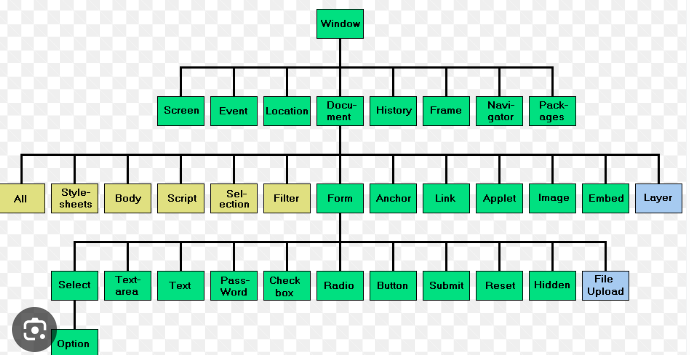 Window
Screen
Event
Location
Docu-
ment
History
Frame
Navi-
gator
Pack-
ages
All
Style-
sheets
Body
Script
Sel-
ection
Filter
Form
Anchor
Link
Applet
Image
Embed
Layer
Select
Text-
area
Text
Pass-
Word
Check
box
Radio
Button
Submit
Reset
Hidden
File
Upload
Option